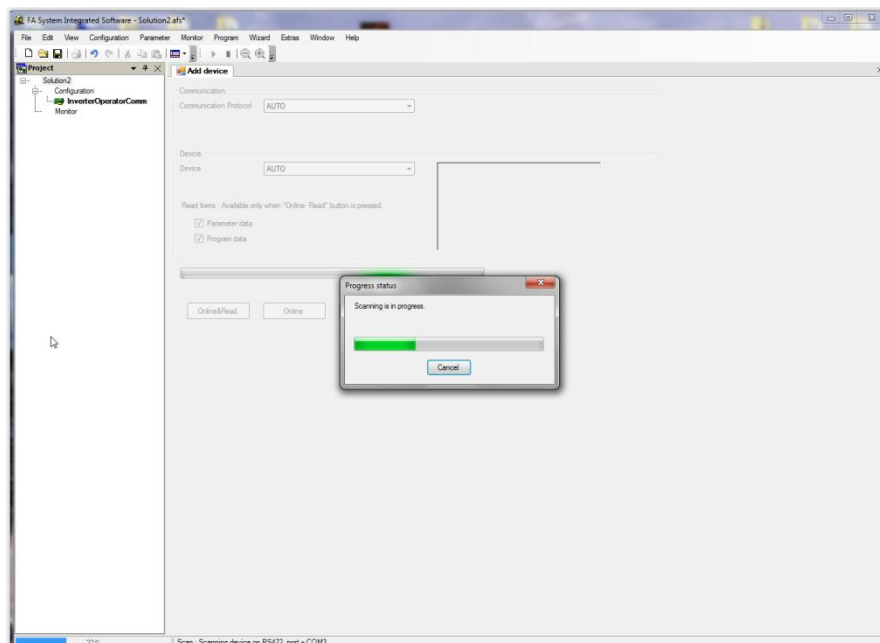 FA System Integrated Software - Solution2.afs*
File Edit View Configuration Parameter Monitor Program Wizard Extras Window Help
Project
Add device
Solution2
Configuration
InverterOperatorComm
Monitor
Communication
Communication Protocol AUTO
Device
Device AUTO
Read Items : Available only when "Online Read" button is pressed.
Parameter data
Program data
Progress status
Scanning is in progress.
Online&Read Online
Cancel
Scan : Scanning device on RS422, port = COM3